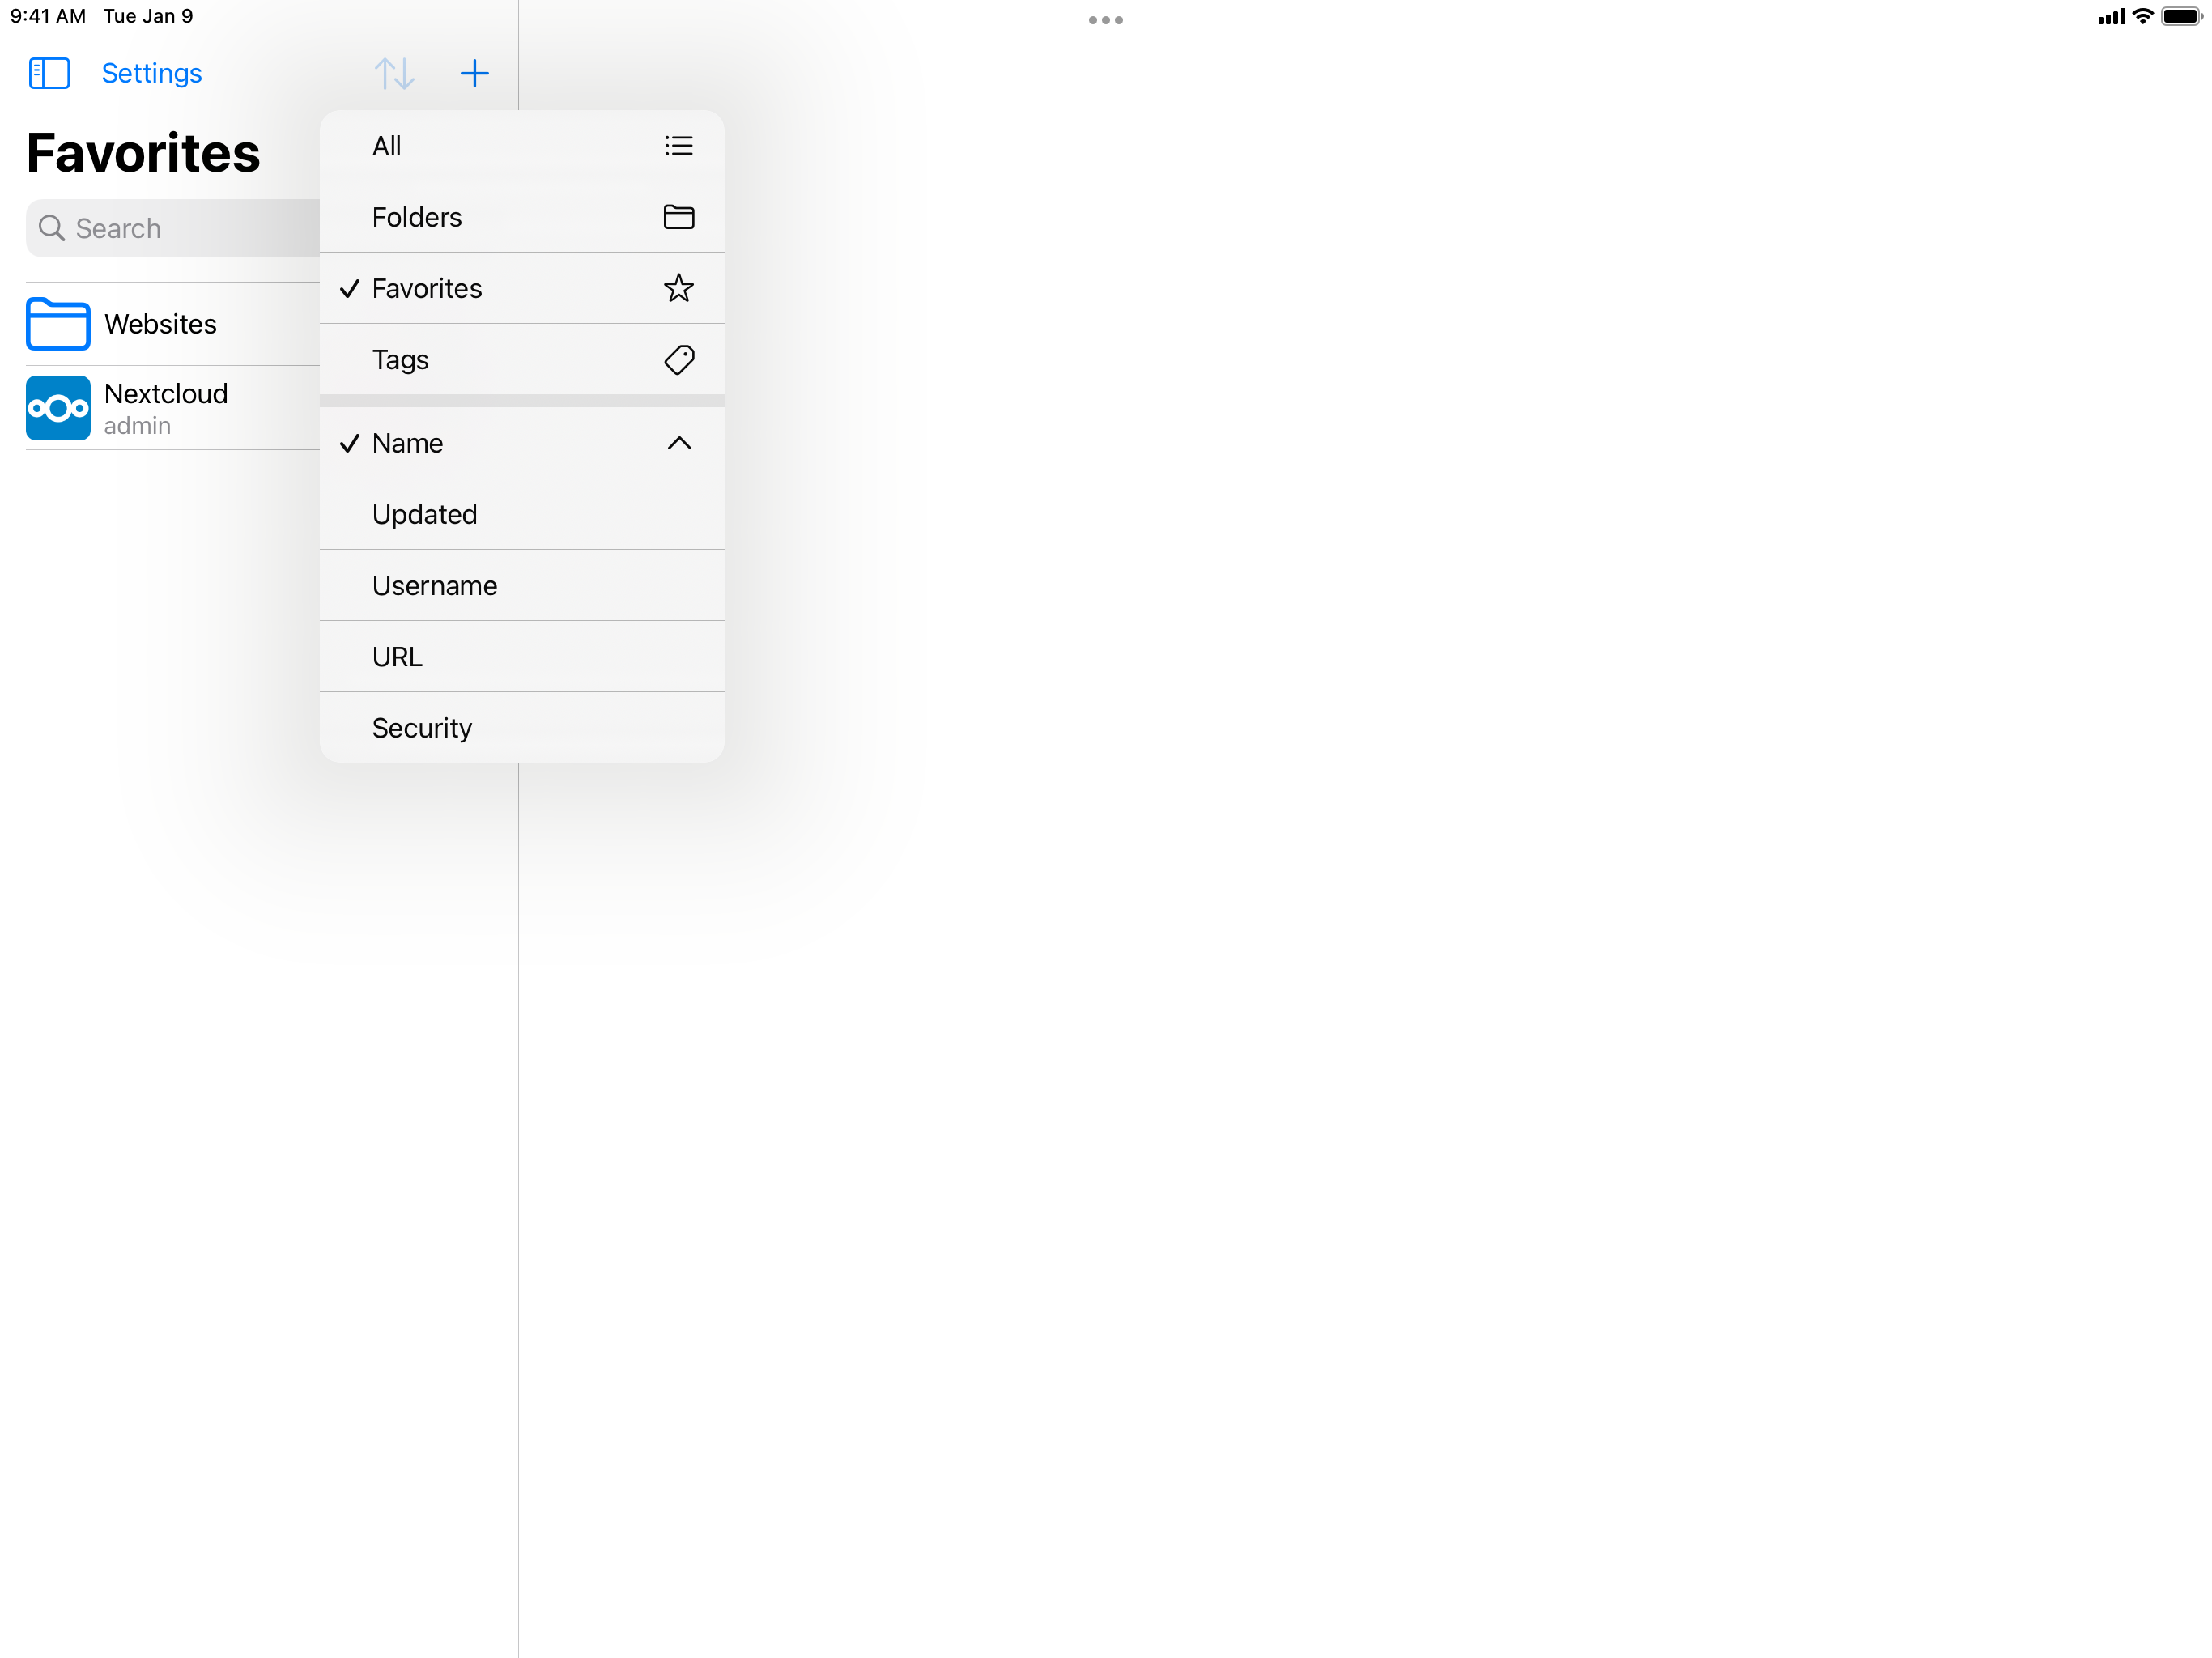 9:41 AM Tue Jan 9
Settings
Favorites
Search
Websites
Nextcloud
admin
All
Folders
Favorites
Tags
Name
Updated
Username
URL
Security